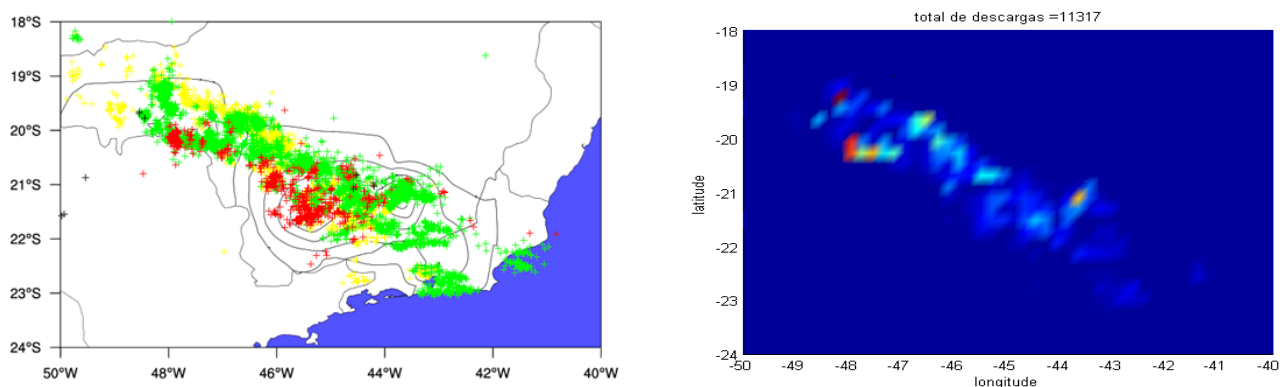 18°S
19°S
20°S
21°S
22°S
23°S
24°S
50°W 48°W 46°W 44°W 42°W 40°W
total de descargas =11317
-18
-19
-20
-21
-22
-23
-24
latitude
-50 -49 -48 -47 -46 -45 -44 -43 -42 -41 -40
longitude